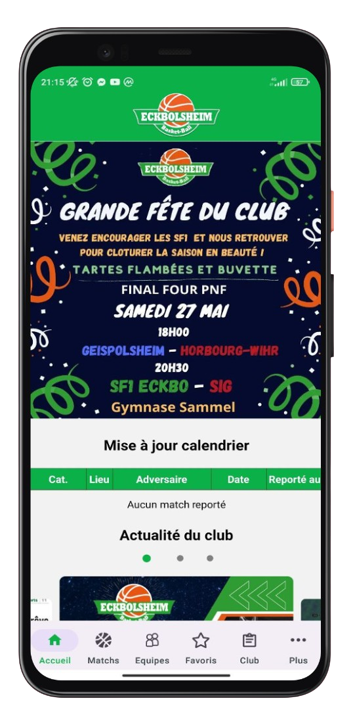 21:15
57
ECKBOLSHEIM
Basket-Ball
ECKBOLSHEIM
Basket-Ball
GRANDE FÊTE DU CLUB
VENEZ ENCOURAGER LES SF1 ET NOUS RETROUVER
POUR CLOTURER LA SAISON EN BEAUTÉ !
TARTES FLAMBÉES ET BUVETTE
FINAL FOUR PNF
SAMEDI 27 MAI
18H00
GEISPOLSHEIM - HORBOURG-WIHR
20H30
SF1 ECKBO - SIG
Gymnase Sammel
Mise à jour calendrier
Cat. Lieu Adversaire Date Reporté au
Aucun match reporté
Actualité du club
ECKBOLSHEIM
Accueil Matchs Equipes Favoris Club Plus